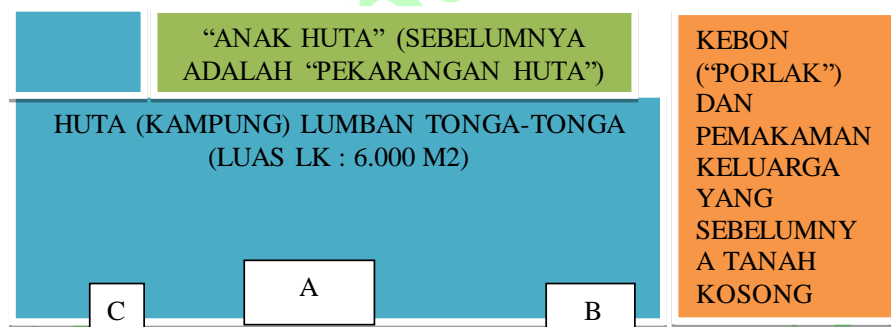 “ANAK HUTA” (SEBELUMNYA
ADALAH “PEKARANGAN HUTA”)
HUTA (KAMPUNG) LUMBAN TONGA-TONGA
(LUAS LK : 6.000 M2)
C
A
B
KEBON
(“PORLAK”)
DAN
PEMAKAMAN
KELUARGA
YANG
SEBELUMNY
A TANAH
KOSONG